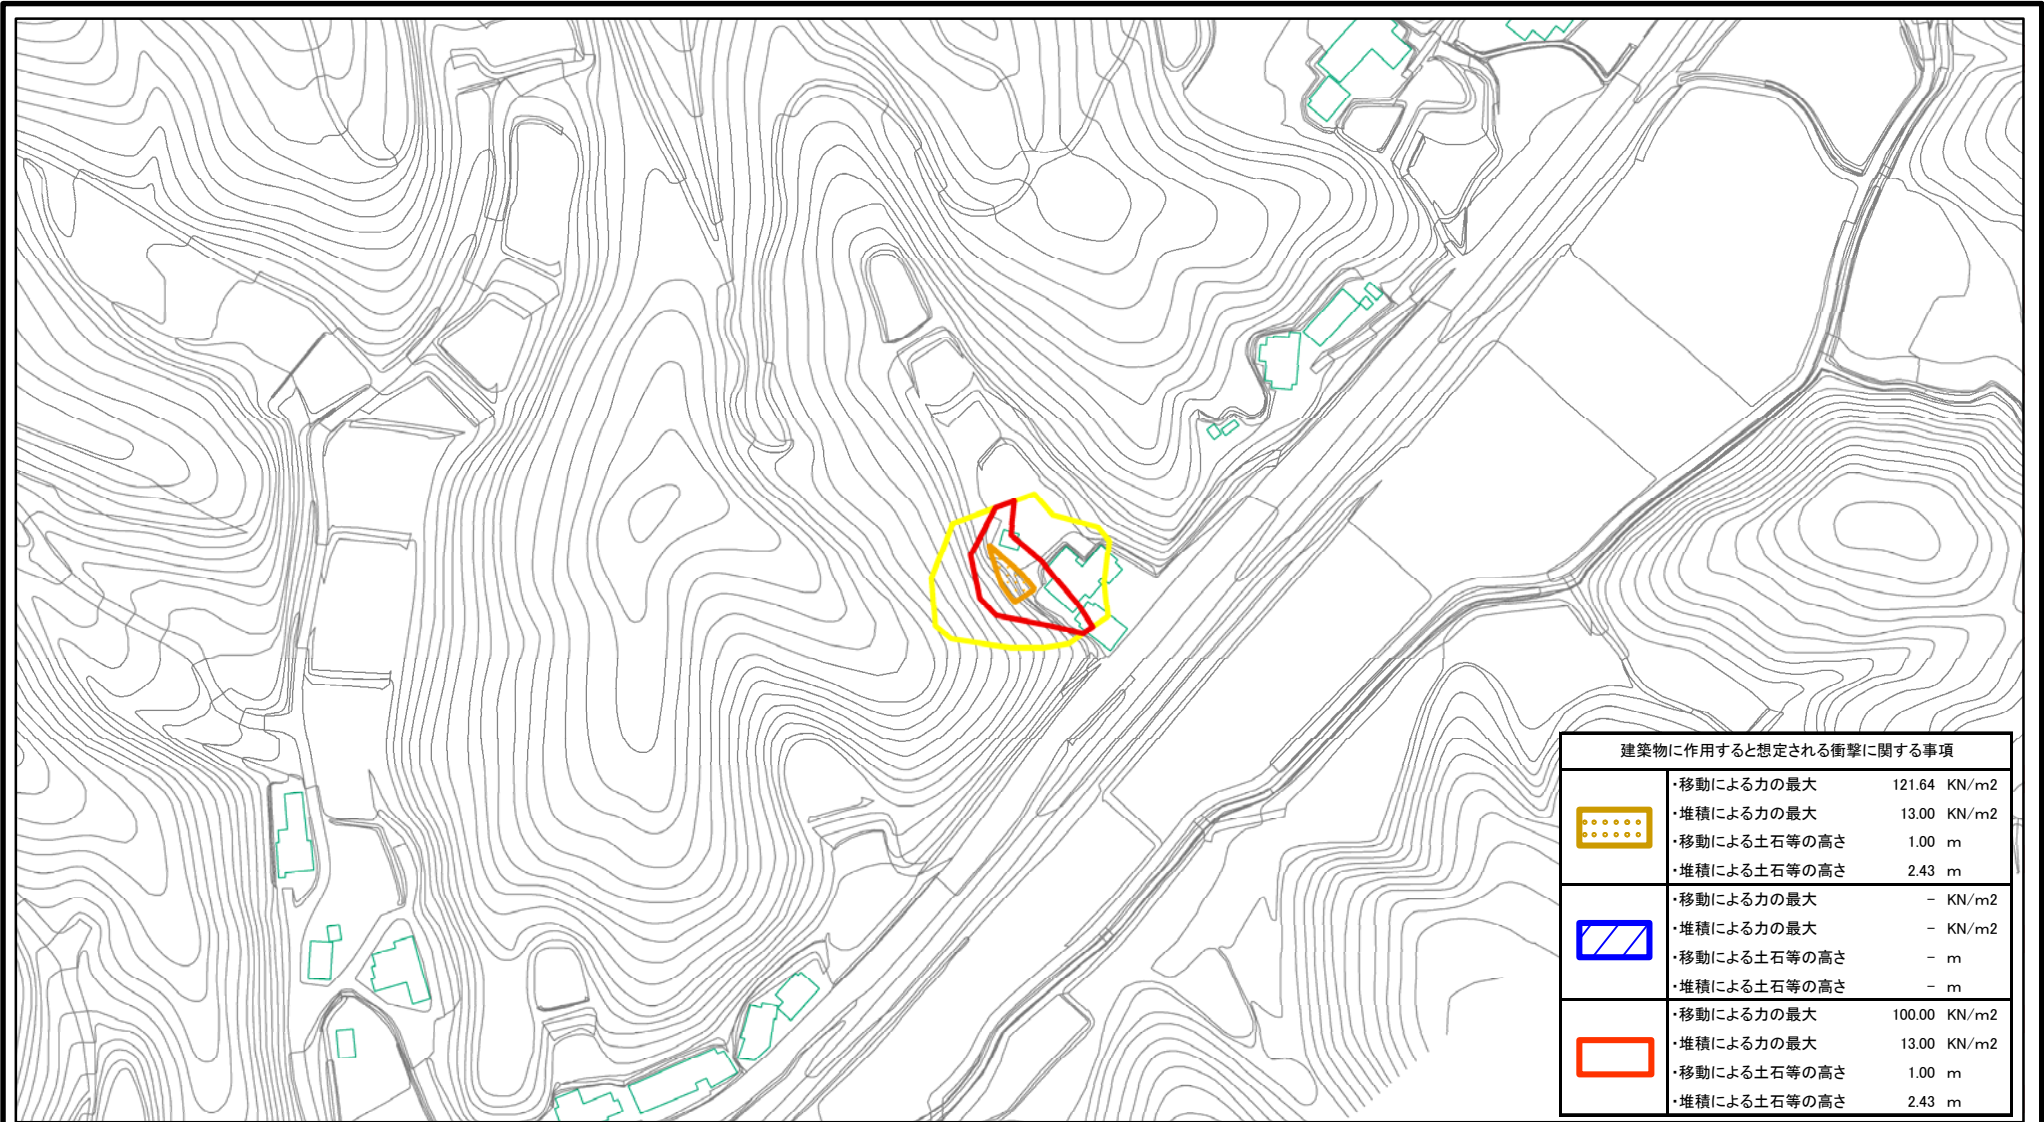 建築物に作用すると想定される衝撃に関する事項
・移動による力の最大 121.64 KN/m2
・堆積による力の最大 13.00 KN/m2
・移動による土石等の高さ 1.00 m
・堆積による土石等の高さ 2.43 m
・移動による力の最大 - KN/m2
・堆積による力の最大 - KN/m2
・移動による土石等の高さ - m
・堆積による土石等の高さ - m
・移動による力の最大 100.00 KN/m2
・堆積による力の最大 13.00 KN/m2
・移動による土石等の高さ 1.00 m
・堆積による土石等の高さ 2.43 m